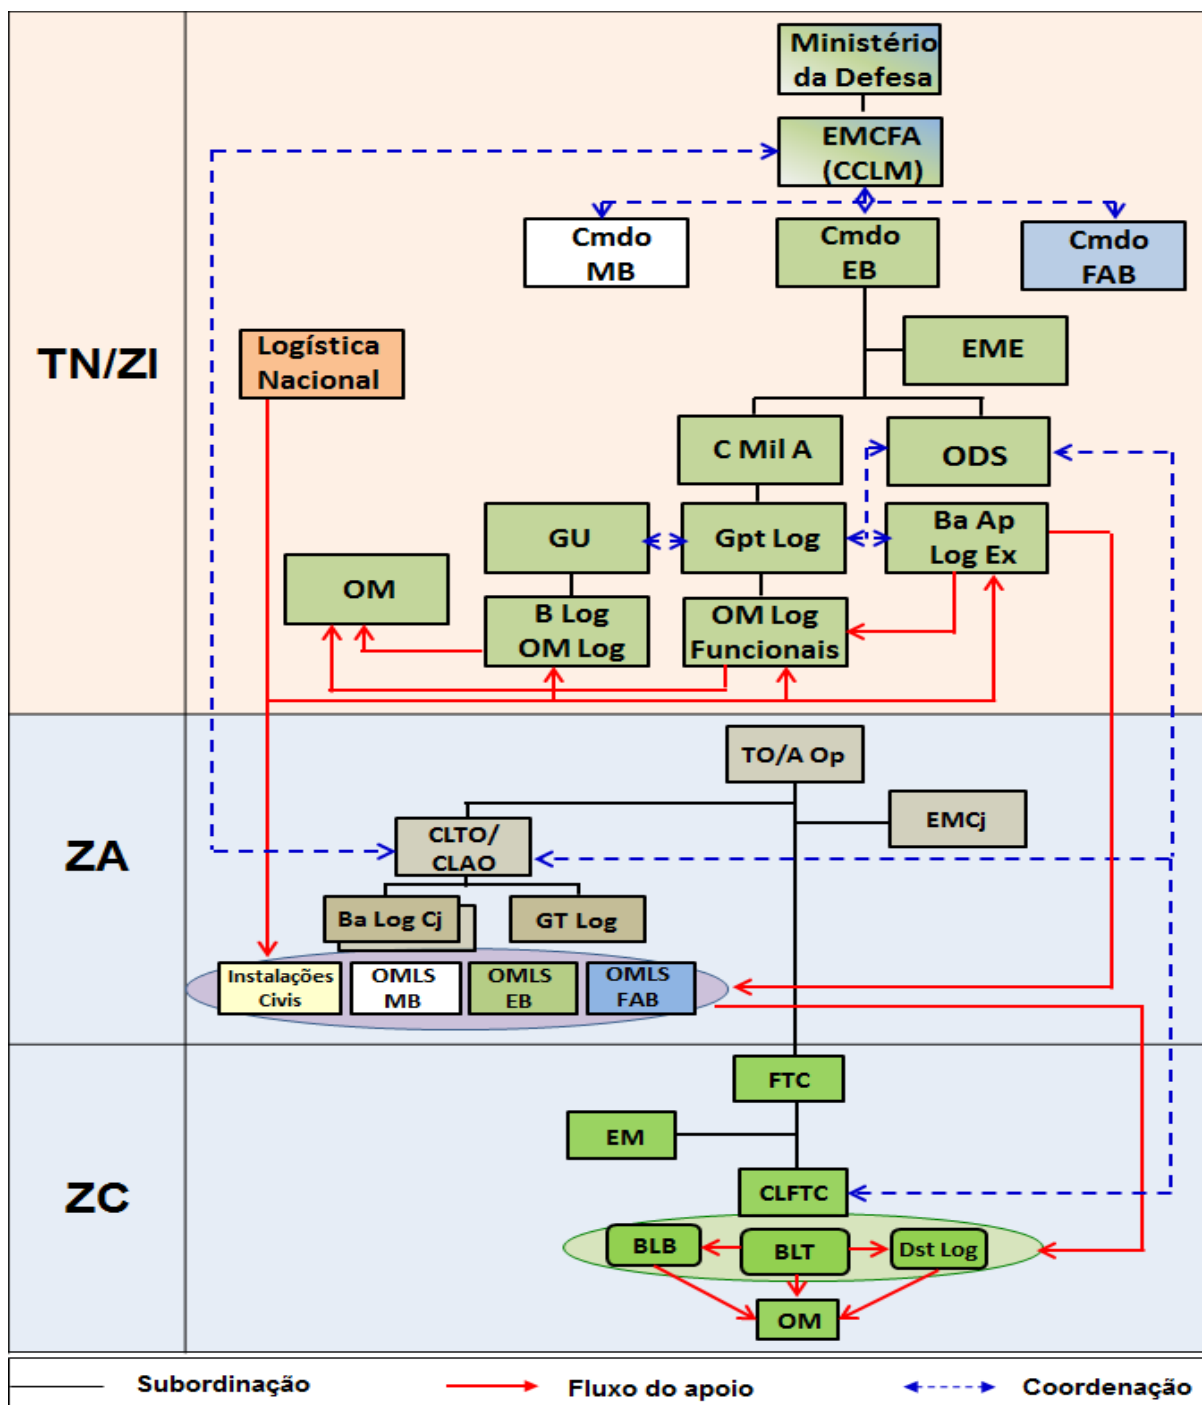 Ministério
da Defesa
EMCFA
(CCLM)
Cmdo
MB
Cmdo
EB
Cmdo
FAB
TN/ZI
Logística
Nacional
EME
C Mil A
ODS
GU
Gpt Log
Ba Ap
Log Ex
OM
B Log
OM Log
OM Log
Funcionais
ZA
TO/A Op
EMCj
CLTO/
CLAO
Ba Log Cj
GT Log
Instalações
Civis
OMLS
MB
OMLS
EB
OMLS
FAB
ZC
FTC
EM
CLFTC
BLB
BLT
Dst Log
OM
Subordinação
Fluxo do apoio
Coordenação